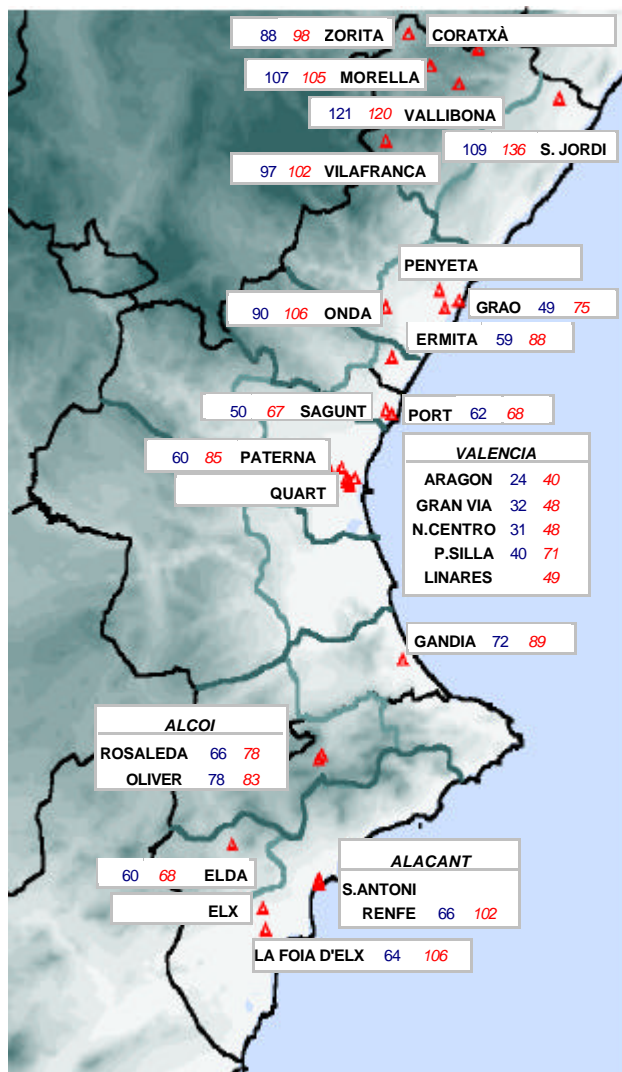 88 98 ZORITA
CORATXÀ
107 105 MORELLA
121 120 VALLIBONA
109 136 S. JORDI
97 102 VILAFRANCA
PENYETA
90 106 ONDA
GRAO 49 75
ERMITA 59 88
50 67 SAGUNT
PORT 62 68
60 85 PATERNA
QUART
VALENCIA
ARAGON 24 40
GRAN VIA 32 48
N.CENTRO 31 48
P.SILLA 40 71
LINARES 49
GANDIA 72 89
ALCOI
ROSALEDA 66 78
OLIVER 78 83
60 68 ELDA
ELX
ALACANT
S.ANTONI
RENFE 66 102
LA FOIA D'ELX 64 106